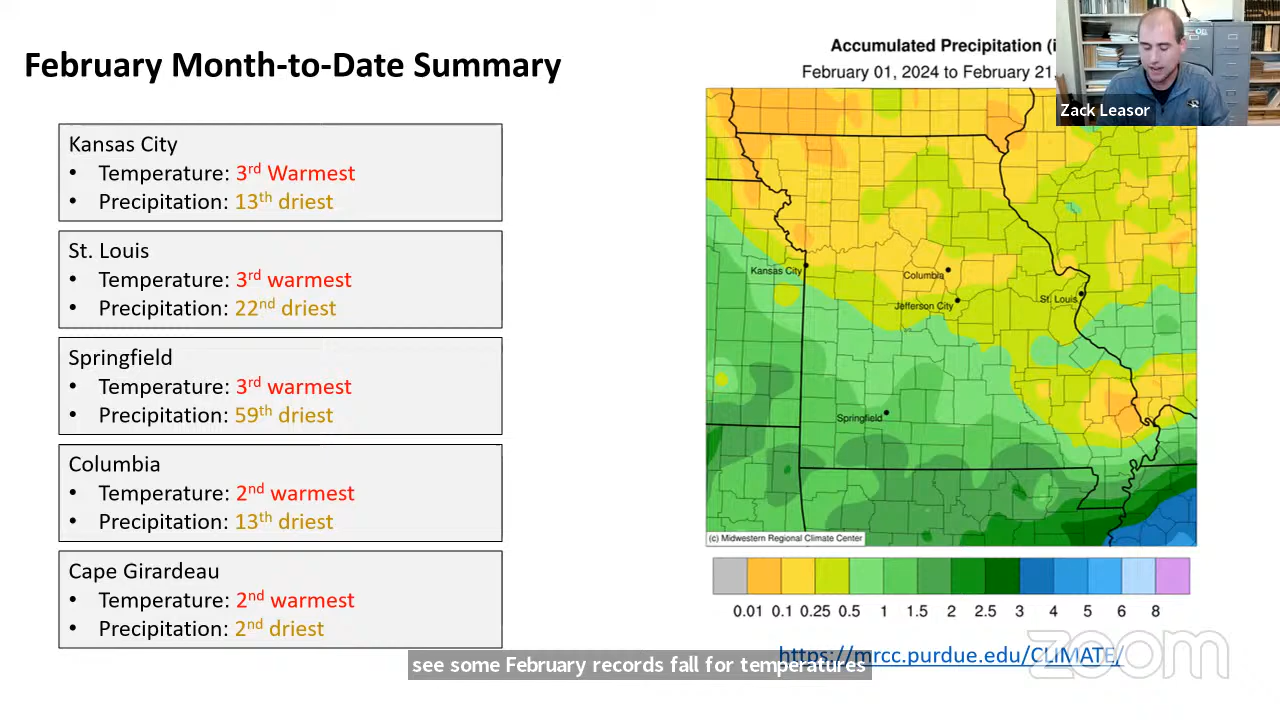 February Month-to-Date Summary
Kansas City
• Temperature: 3rd Warmest
• Precipitation: 13th driest
St. Louis
• Temperature: 3rd warmest
• Precipitation: 22nd driest
Springfield
• Temperature: 3rd warmest
• Precipitation: 59th driest
Columbia
• Temperature: 2nd warmest
• Precipitation: 13th driest
Cape Girardeau
• Temperature: 2nd warmest
• Precipitation: 2nd driest
Accumulated Precipitation (i
February 01, 2024 to February 21,
Zack Leasor
Kansas City
Columbia
Jefferson City
St. Louis
Springfield
(c) Midwestern Regional Climate Center
0.01 0.1 0.25 0.5 1 1.5 2 2.5 3 4 5 6 8
https://mrcc.purdue.edu/CLIMATE/
zoom
see some February records fall for temperatures